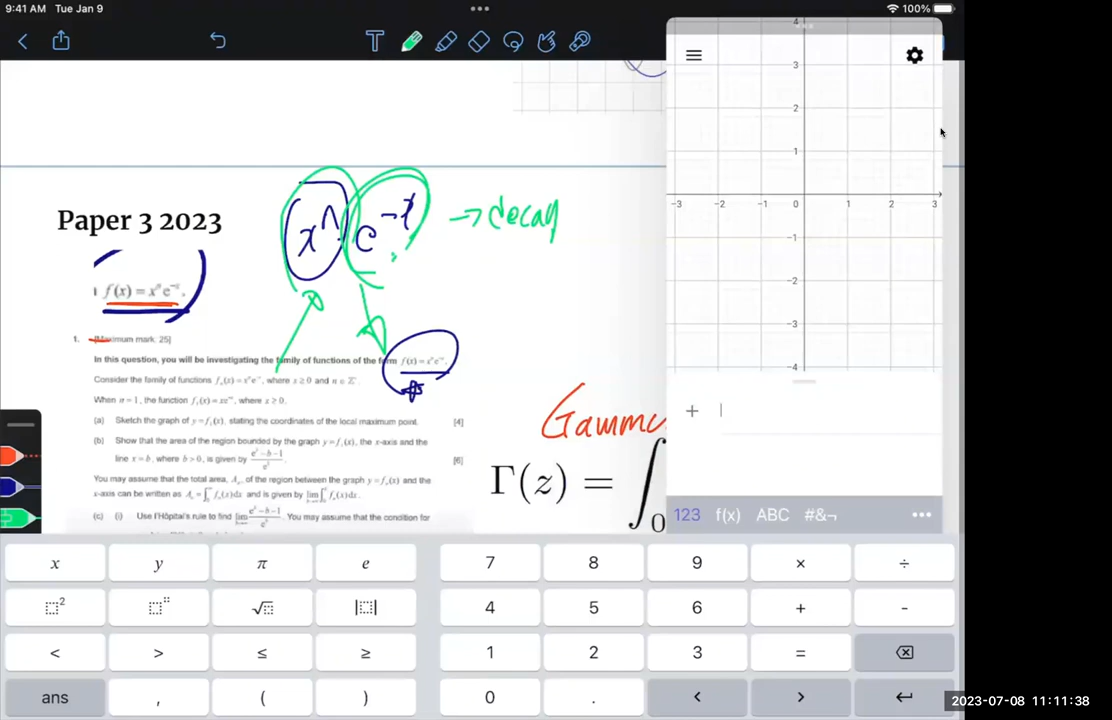 9:41 AM Tue Jan 9
100%
4
3
2
1
-3 -2 -1 0 1 2 3
-1
-2
-3
-4
Paper 3 2023
xⁿ e⁻ˣ → decay
f(x) = xⁿe⁻ˣ.
1. [Maximum mark: 25]
In this question, you will be investigating the family of functions of the form f(x) = xⁿe⁻ˣ.
Consider the family of functions fₙ(x) = xⁿe⁻ˣ, where x ≥ 0 and n ∈ ℤ⁺.
When n = 1, the function f₁(x) = xe⁻ˣ, where x ≥ 0.
(a) Sketch the graph of y = f₁(x), stating the coordinates of the local maximum point. [4]
(b) Show that the area of the region bounded by the graph y = f₁(x), the x-axis and the
line x = b, where b > 0, is given by (eᵇ − b − 1)/eᵇ. [6]
You may assume that the total area, Aₙ, of the region between the graph y = fₙ(x) and the
x-axis can be written as Aₙ = ∫₀^∞ fₙ(x)dx and is given by lim ∫₀ᵇ fₙ(x)dx.
(c) (i) Use l'Hôpital's rule to find lim (eᵇ − b − 1)/eᵇ. You may assume that the condition for
Gamma
Γ(z) = ∫₀
+
123 f(x) ABC #&¬ •••
x y π e 7 8 9 × ÷
□² □^□ √□ |□| 4 5 6 + -
< > ≤ ≥ 1 2 3 =
ans , ( ) 0 . < >
2023-07-08 11:11:38